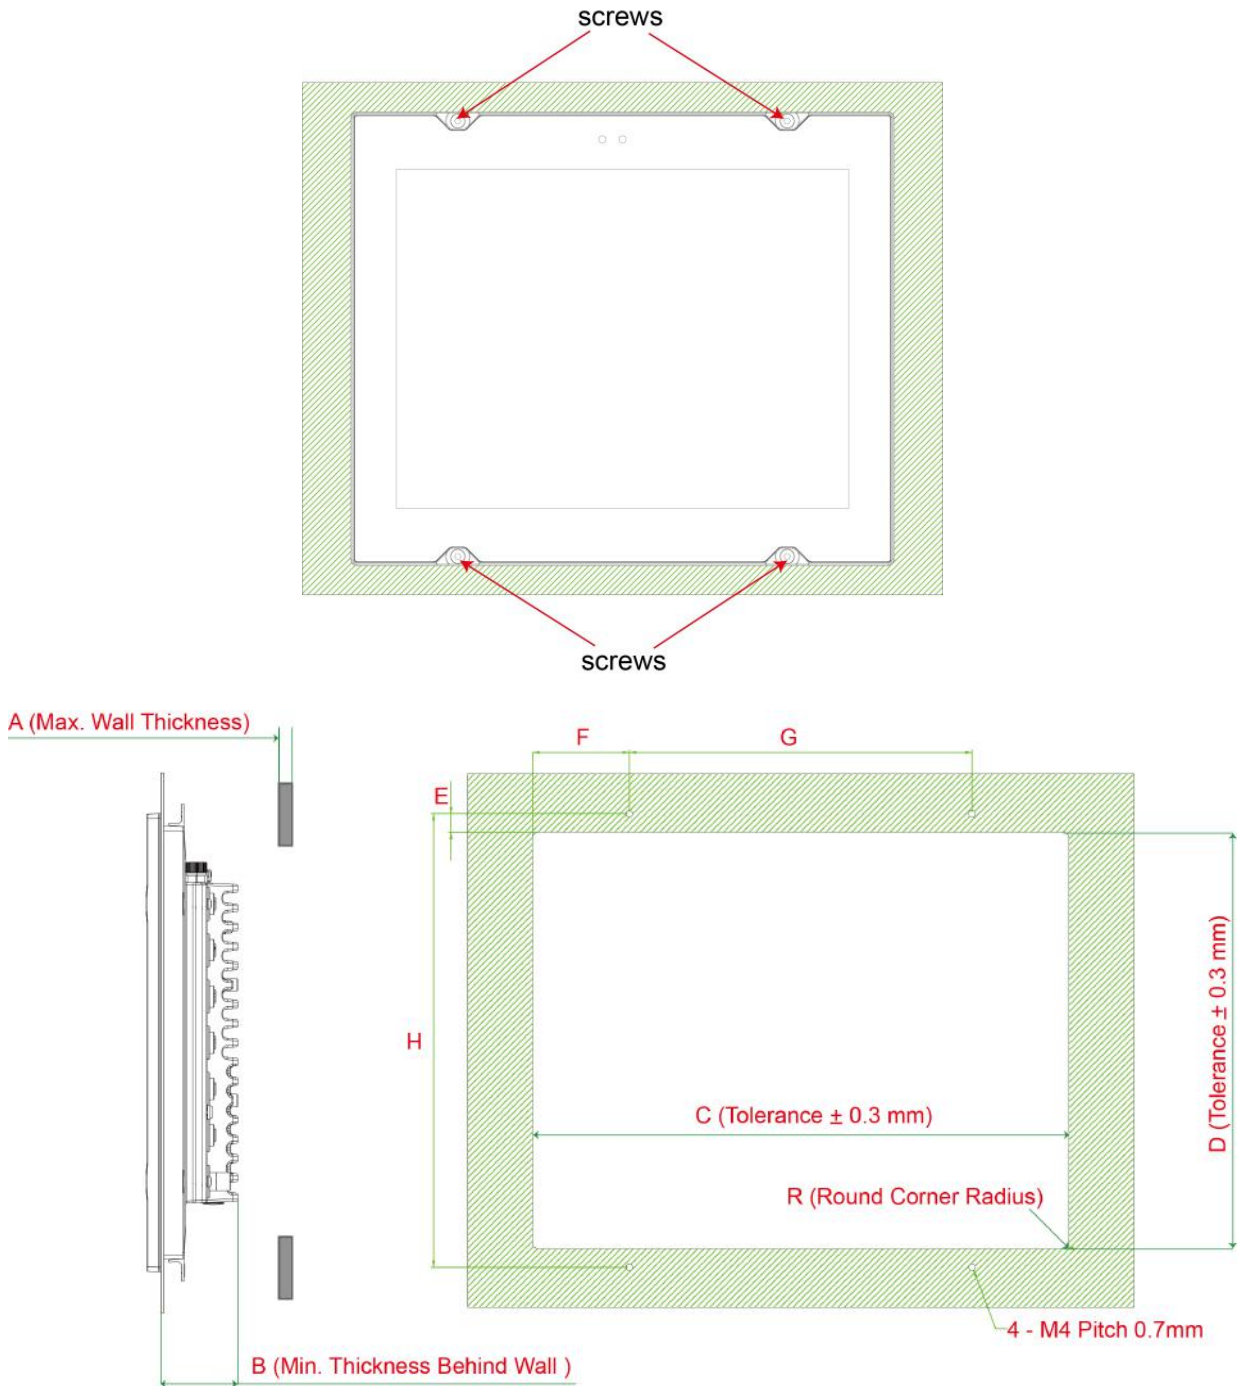 screws
screws
A (Max. Wall Thickness)
F
G
E
H
D (Tolerance ± 0.3 mm)
C (Tolerance ± 0.3 mm)
R (Round Corner Radius)
4 - M4 Pitch 0.7mm
B (Min. Thickness Behind Wall )